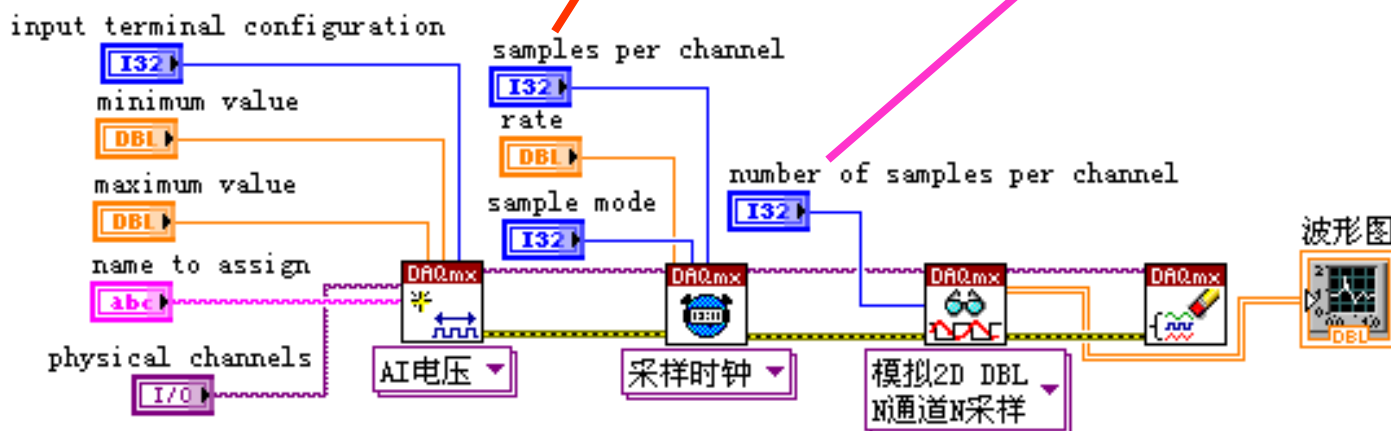 input terminal configuration
I32
minimum value
DBL
maximum value
DBL
name to assign
abc
physical channels
I/O
samples per channel
I32
rate
DBL
sample mode
I32
number of samples per channel
I32
DAQmx
AI电压
DAQmx
采样时钟
DAQmx
模拟2D DBL
N通道N采样
DAQmx
波形图
DBL